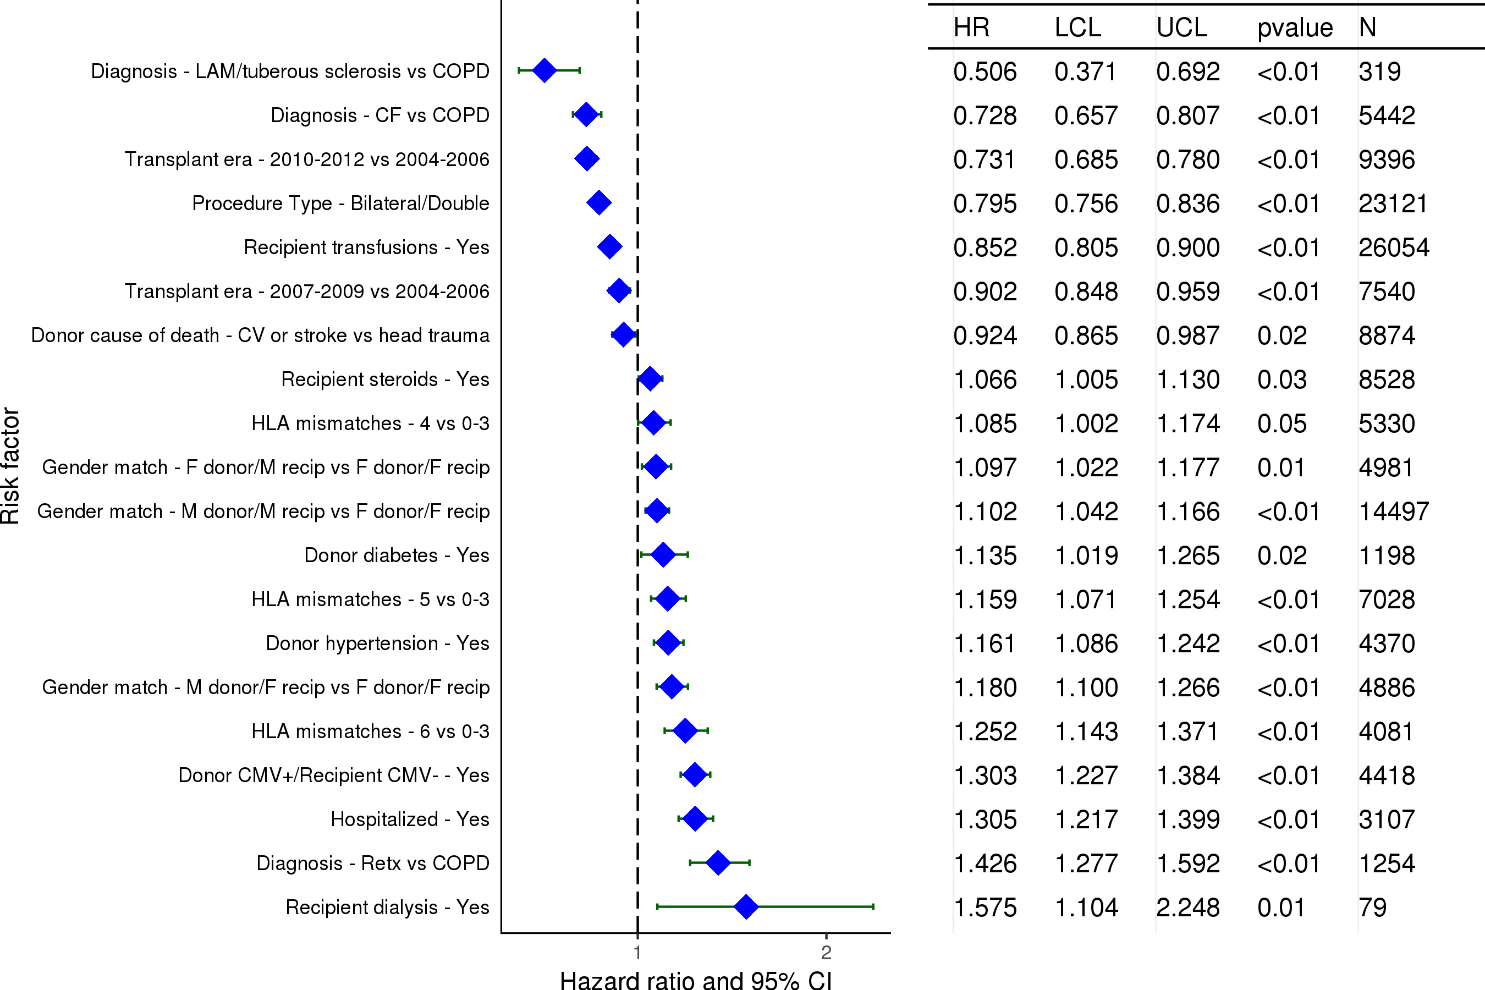 HR LCL UCL pvalue N
Diagnosis - LAM/tuberous sclerosis vs COPD 0.506 0.371 0.692 <0.01 319
Diagnosis - CF vs COPD 0.728 0.657 0.807 <0.01 5442
Transplant era - 2010-2012 vs 2004-2006 0.731 0.685 0.780 <0.01 9396
Procedure Type - Bilateral/Double 0.795 0.756 0.836 <0.01 23121
Recipient transfusions - Yes 0.852 0.805 0.900 <0.01 26054
Transplant era - 2007-2009 vs 2004-2006 0.902 0.848 0.959 <0.01 7540
Donor cause of death - CV or stroke vs head trauma 0.924 0.865 0.987 0.02 8874
Recipient steroids - Yes 1.066 1.005 1.130 0.03 8528
HLA mismatches - 4 vs 0-3 1.085 1.002 1.174 0.05 5330
Gender match - F donor/M recip vs F donor/F recip 1.097 1.022 1.177 0.01 4981
Gender match - M donor/M recip vs F donor/F recip 1.102 1.042 1.166 <0.01 14497
Donor diabetes - Yes 1.135 1.019 1.265 0.02 1198
HLA mismatches - 5 vs 0-3 1.159 1.071 1.254 <0.01 7028
Donor hypertension - Yes 1.161 1.086 1.242 <0.01 4370
Gender match - M donor/F recip vs F donor/F recip 1.180 1.100 1.266 <0.01 4886
HLA mismatches - 6 vs 0-3 1.252 1.143 1.371 <0.01 4081
Donor CMV+/Recipient CMV- - Yes 1.303 1.227 1.384 <0.01 4418
Hospitalized - Yes 1.305 1.217 1.399 <0.01 3107
Diagnosis - Retx vs COPD 1.426 1.277 1.592 <0.01 1254
Recipient dialysis - Yes 1.575 1.104 2.248 0.01 79
Risk factor
1 2
Hazard ratio and 95% CI